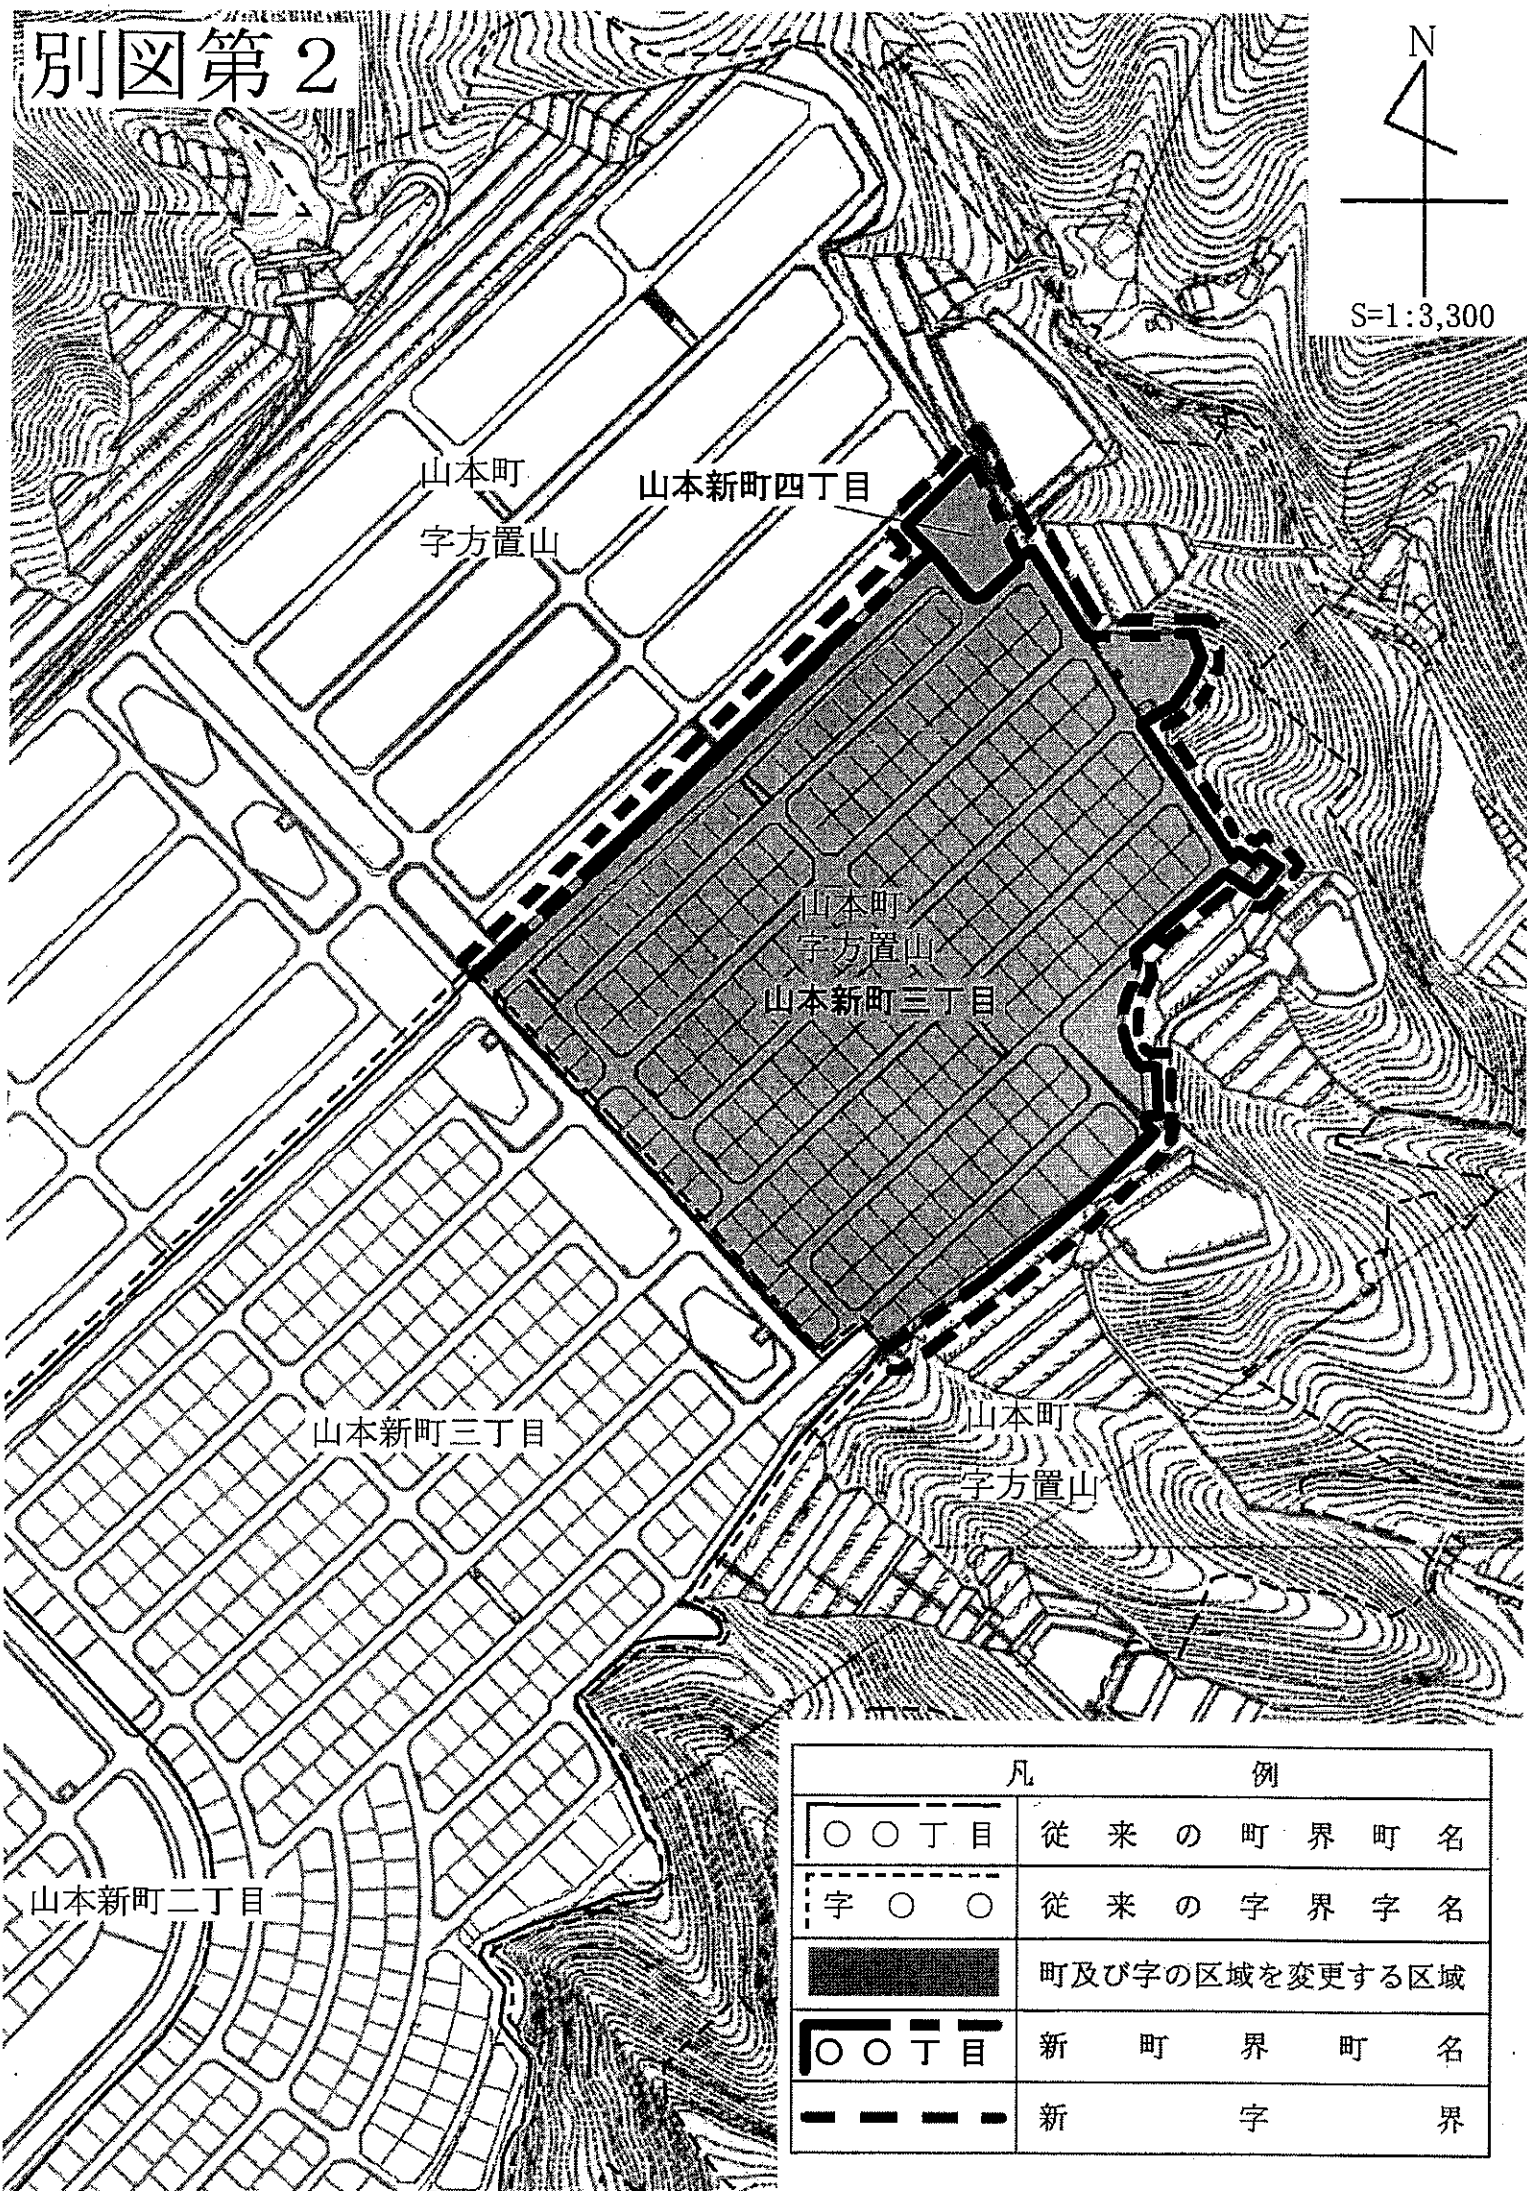 別図第2
N
S=1:3,300
山本町
字方置山
山本新町四丁目
山本町
字方置山
山本新町三丁目
山本新町三丁目
山本町
字方置山
山本新町二丁目
凡例
○○丁目 従来の町界町名
字○○ 従来の字界字名
町及び字の区域を変更する区域
○○丁目 新町界町名
新字界